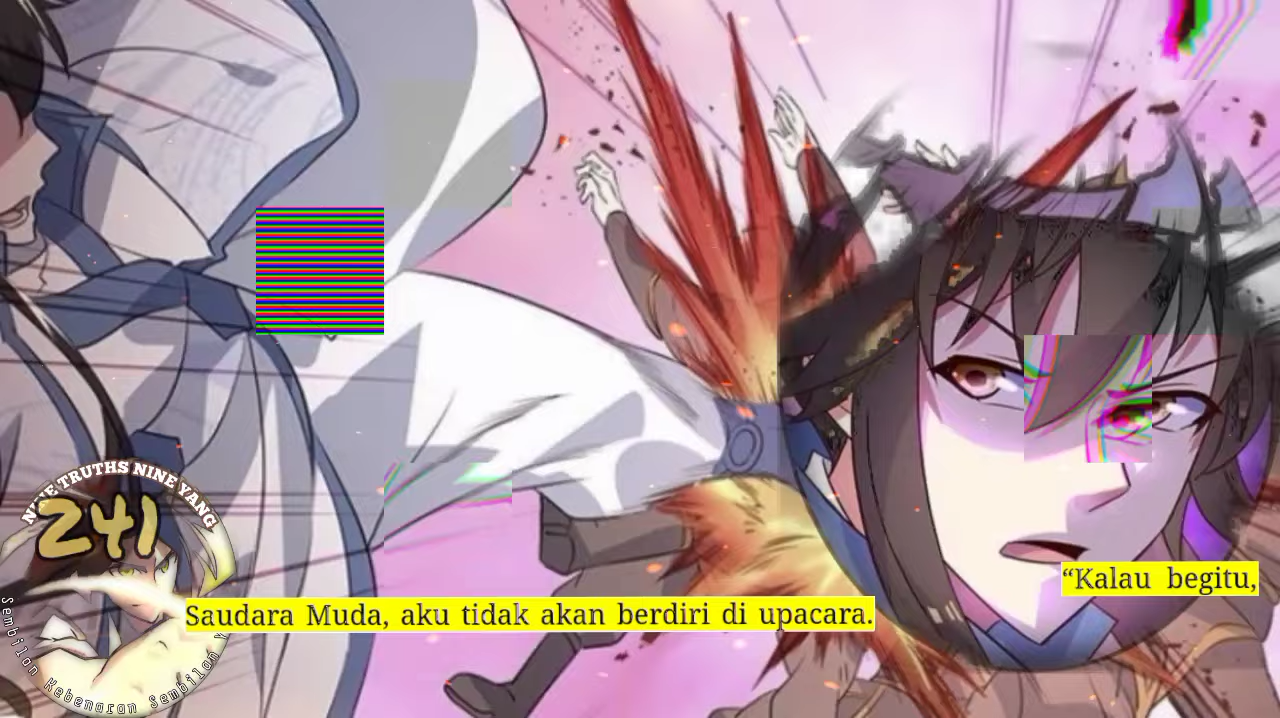 NINE TRUTHS NINE YANG
241
Sembilan Kebenaran Sembilan Y
“Kalau begitu,
Saudara Muda, aku tidak akan berdiri di upacara.